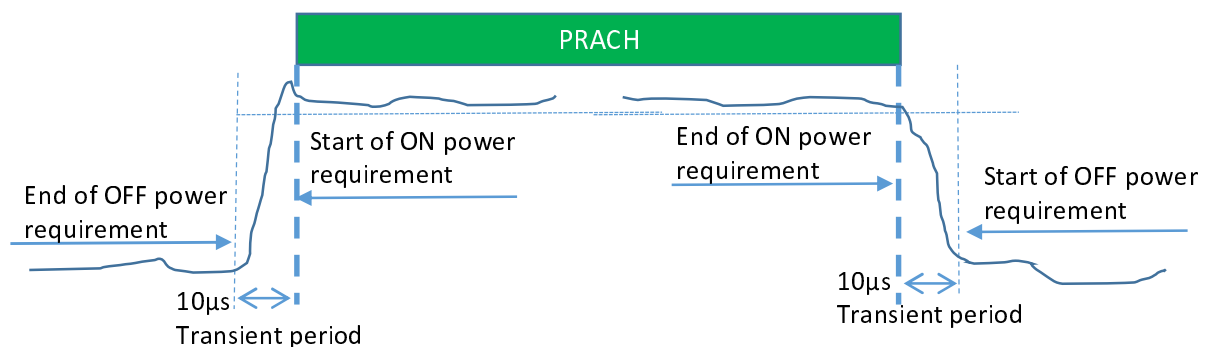 PRACH
Start of ON power
requirement
End of ON power
requirement
End of OFF power
requirement
Start of OFF power
requirement
10µs
Transient period
10µs
Transient period